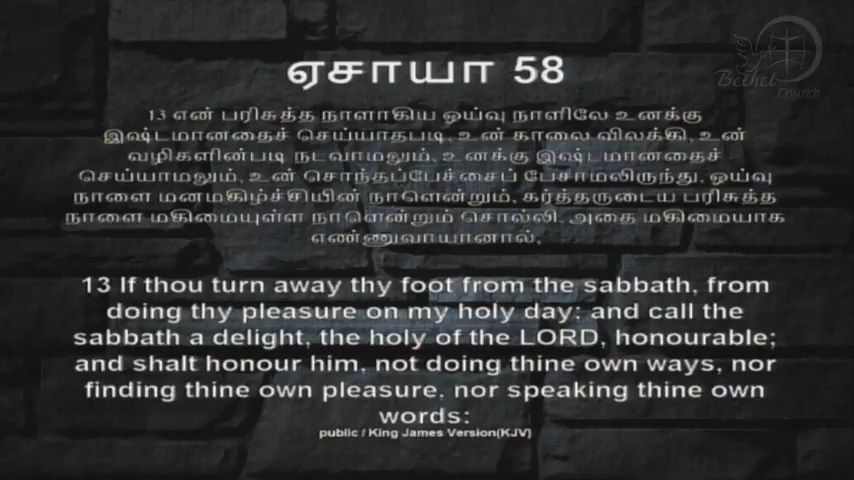 Bethel
Church
ஏசாயா 58
13 என் பரிசுத்த நாளாகிய ஓய்வு நாளிலே உனக்கு
இஷ்டமானதைச் செய்யாதபடி, உன் காலை விலக்கி, உன்
வழிகளின்படி நடவாமலும், உனக்கு இஷ்டமானதைச்
செய்யாமலும், உன் சொந்தப்பேச்சைப் பேசாமலிருந்து, ஓய்வு
நாளை மனமகிழ்ச்சியின் நாளென்றும், கர்த்தருடைய பரிசுத்த
நாளை மகிமையுள்ள நாளென்றும் சொல்லி, அதை மகிமையாக
எண்ணுவாயானால்,
13 If thou turn away thy foot from the sabbath, from
doing thy pleasure on my holy day; and call the
sabbath a delight, the holy of the LORD, honourable;
and shalt honour him, not doing thine own ways, nor
finding thine own pleasure. nor speaking thine own
words:
public / King James Version(KJV)